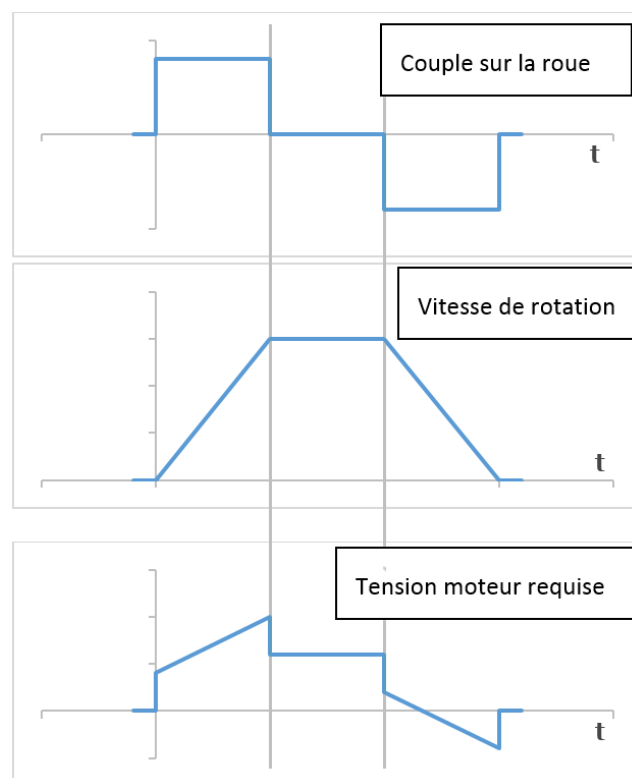 Couple sur la roue
t
Vitesse de rotation
t
Tension moteur requise
t